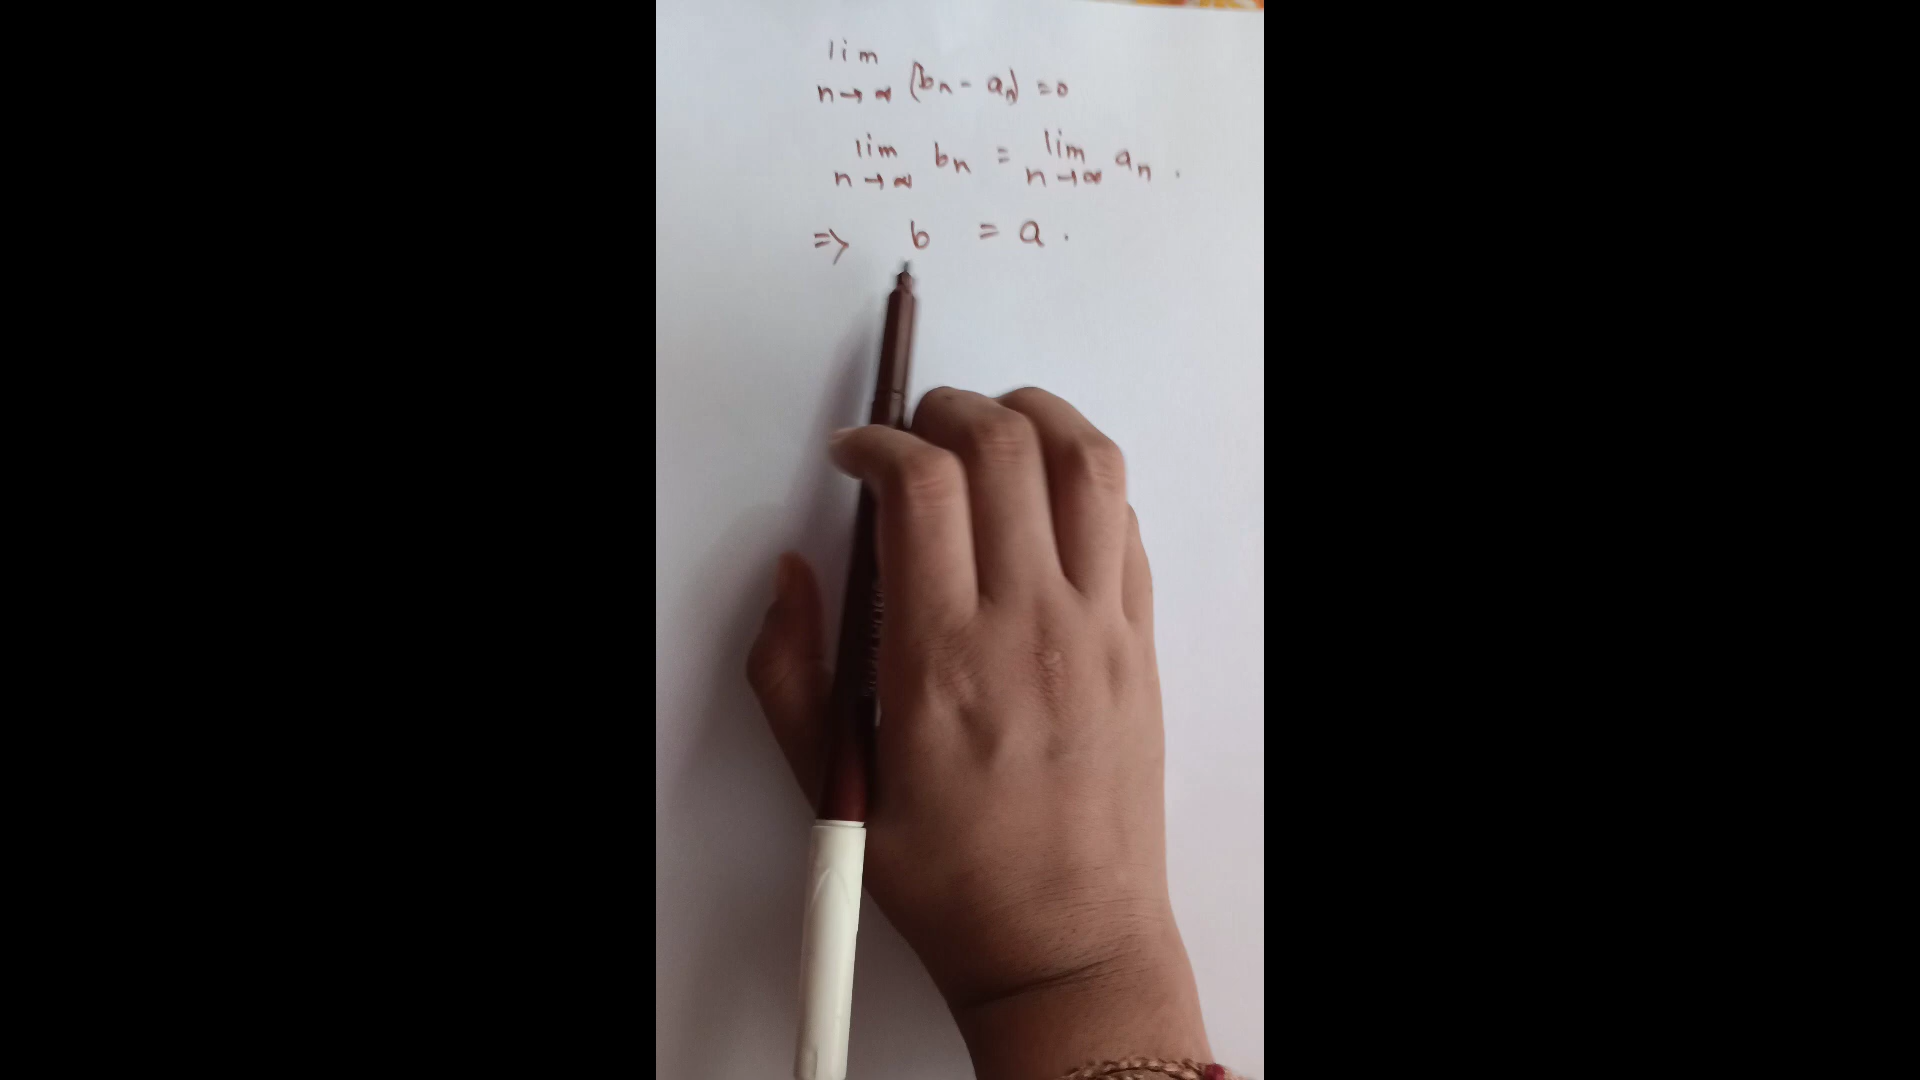 lim
n→∞ (bn - an) = 0
lim bn = lim an .
n→∞ n→∞
⇒ b = a .